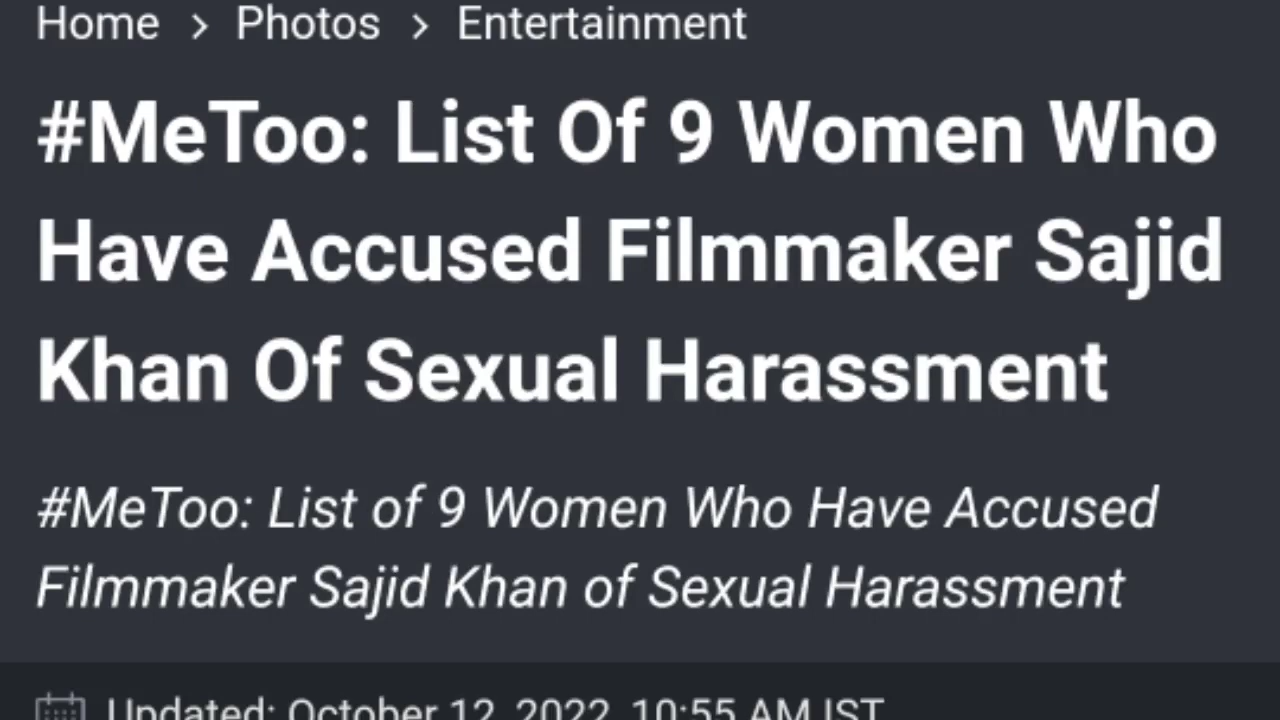 Home > Photos > Entertainment
#MeToo: List Of 9 Women Who
Have Accused Filmmaker Sajid
Khan Of Sexual Harassment
#MeToo: List of 9 Women Who Have Accused
Filmmaker Sajid Khan of Sexual Harassment
Updated: October 12, 2022, 10:55 AM IST